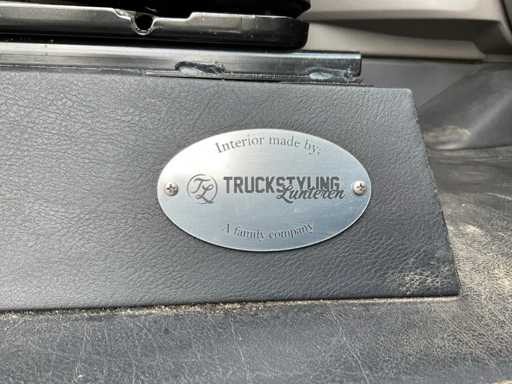 Interior made by:
TL TRUCKSTYLING
Lunteren
A family company